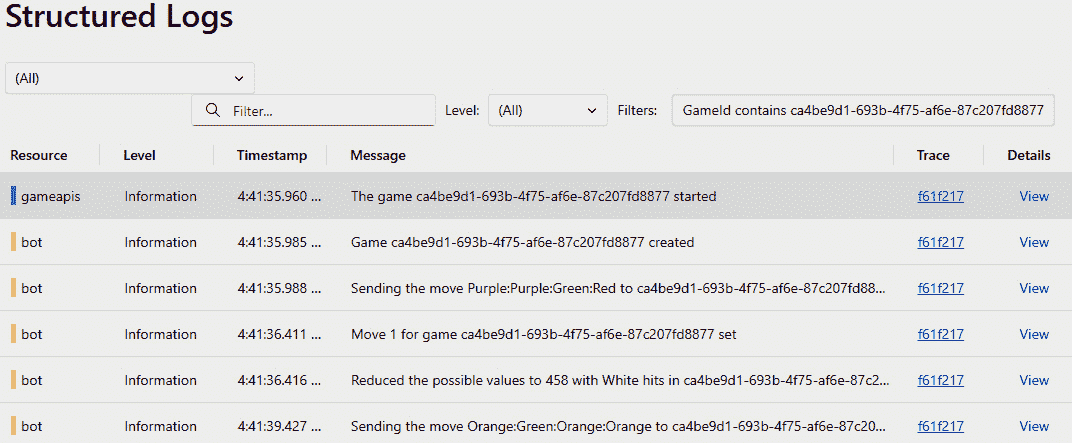 Structured Logs
(All)
Filter... Level: (All) Filters: GameId contains ca4be9d1-693b-4f75-af6e-87c207fd8877
Resource Level Timestamp Message Trace Details
gameapis Information 4:41:35.960 ... The game ca4be9d1-693b-4f75-af6e-87c207fd8877 started f61f217 View
bot Information 4:41:35.985 ... Game ca4be9d1-693b-4f75-af6e-87c207fd8877 created f61f217 View
bot Information 4:41:35.988 ... Sending the move Purple:Purple:Green:Red to ca4be9d1-693b-4f75-af6e-87c207fd88... f61f217 View
bot Information 4:41:36.411 ... Move 1 for game ca4be9d1-693b-4f75-af6e-87c207fd8877 set f61f217 View
bot Information 4:41:36.416 ... Reduced the possible values to 458 with White hits in ca4be9d1-693b-4f75-af6e-87c2... f61f217 View
bot Information 4:41:39.427 ... Sending the move Orange:Green:Orange:Orange to ca4be9d1-693b-4f75-af6e-87c20... f61f217 View